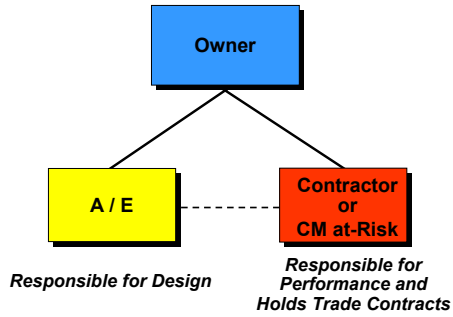 Owner
A / E
Contractor
or
CM at-Risk
Responsible for Design
Responsible for
Performance and
Holds Trade Contracts